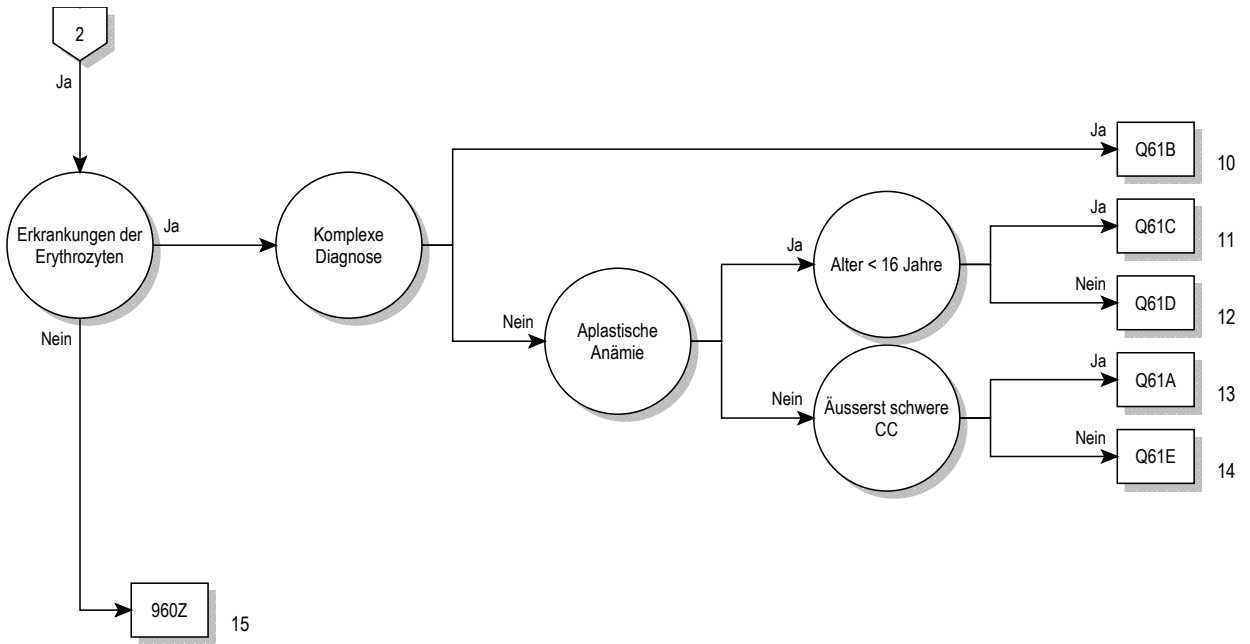 2
Ja
Ja
Q61B
10
Erkrankungen der
Erythrozyten
Ja
Komplexe
Diagnose
Ja
Alter < 16 Jahre
Ja
Q61C
11
Nein
Q61D
12
Nein
Nein
Aplastische
Anämie
Nein
Äusserst schwere
CC
Ja
Q61A
13
Nein
Q61E
14
960Z
15